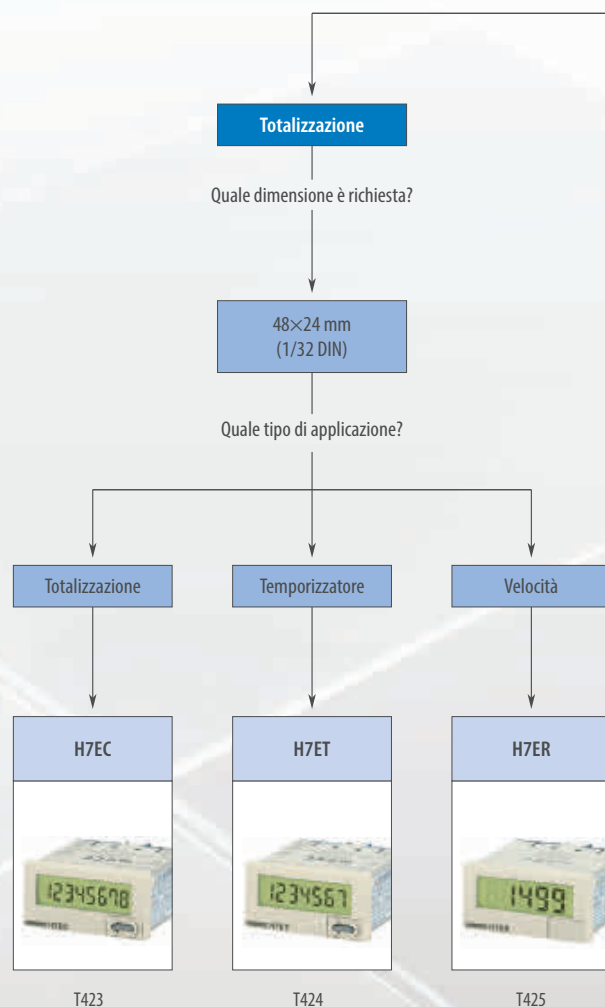 Totalizzazione
Quale dimensione è richiesta?
48×24 mm
(1/32 DIN)
Quale tipo di applicazione?
Totalizzazione
Temporizzatore
Velocità
H7EC
H7ET
H7ER
12345678
1234567
1499
T423
T424
T425